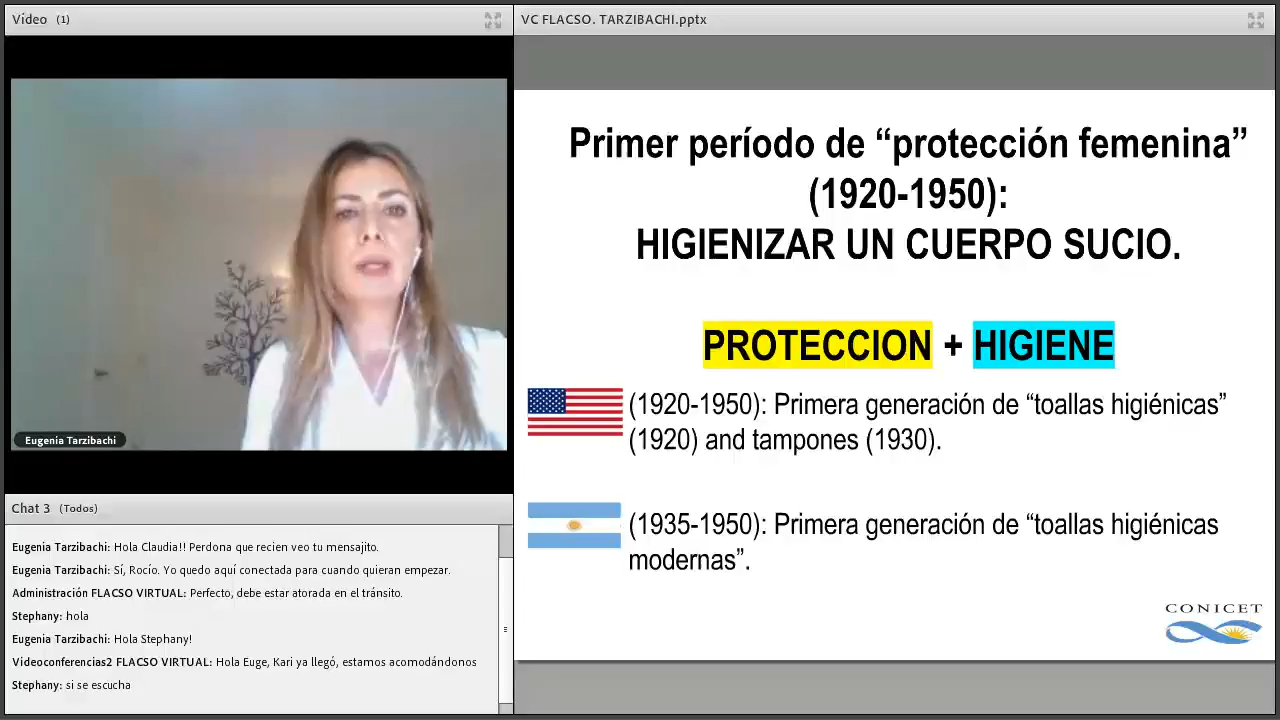 Vídeo (1)
Eugenia Tarzibachi
Chat 3 (Todos)
Eugenia Tarzibachi: Hola Claudia!! Perdona que recien veo tu mensajito.
Eugenia Tarzibachi: Sí, Rocío. Yo quedo aquí conectada para cuando quieran empezar.
Administración FLACSO VIRTUAL: Perfecto, debe estar atorada en el tránsito.
Stephany: hola
Eugenia Tarzibachi: Hola Stephany!
Videoconferencias2 FLACSO VIRTUAL: Hola Euge, Kari ya llegó, estamos acomodándonos
Stephany: si se escucha
VC FLACSO. TARZIBACHI.pptx
Primer período de “protección femenina”
(1920-1950):
HIGIENIZAR UN CUERPO SUCIO.
PROTECCION + HIGIENE
(1920-1950): Primera generación de “toallas higiénicas”
(1920) and tampones (1930).
(1935-1950): Primera generación de “toallas higiénicas
modernas”.
CONICET